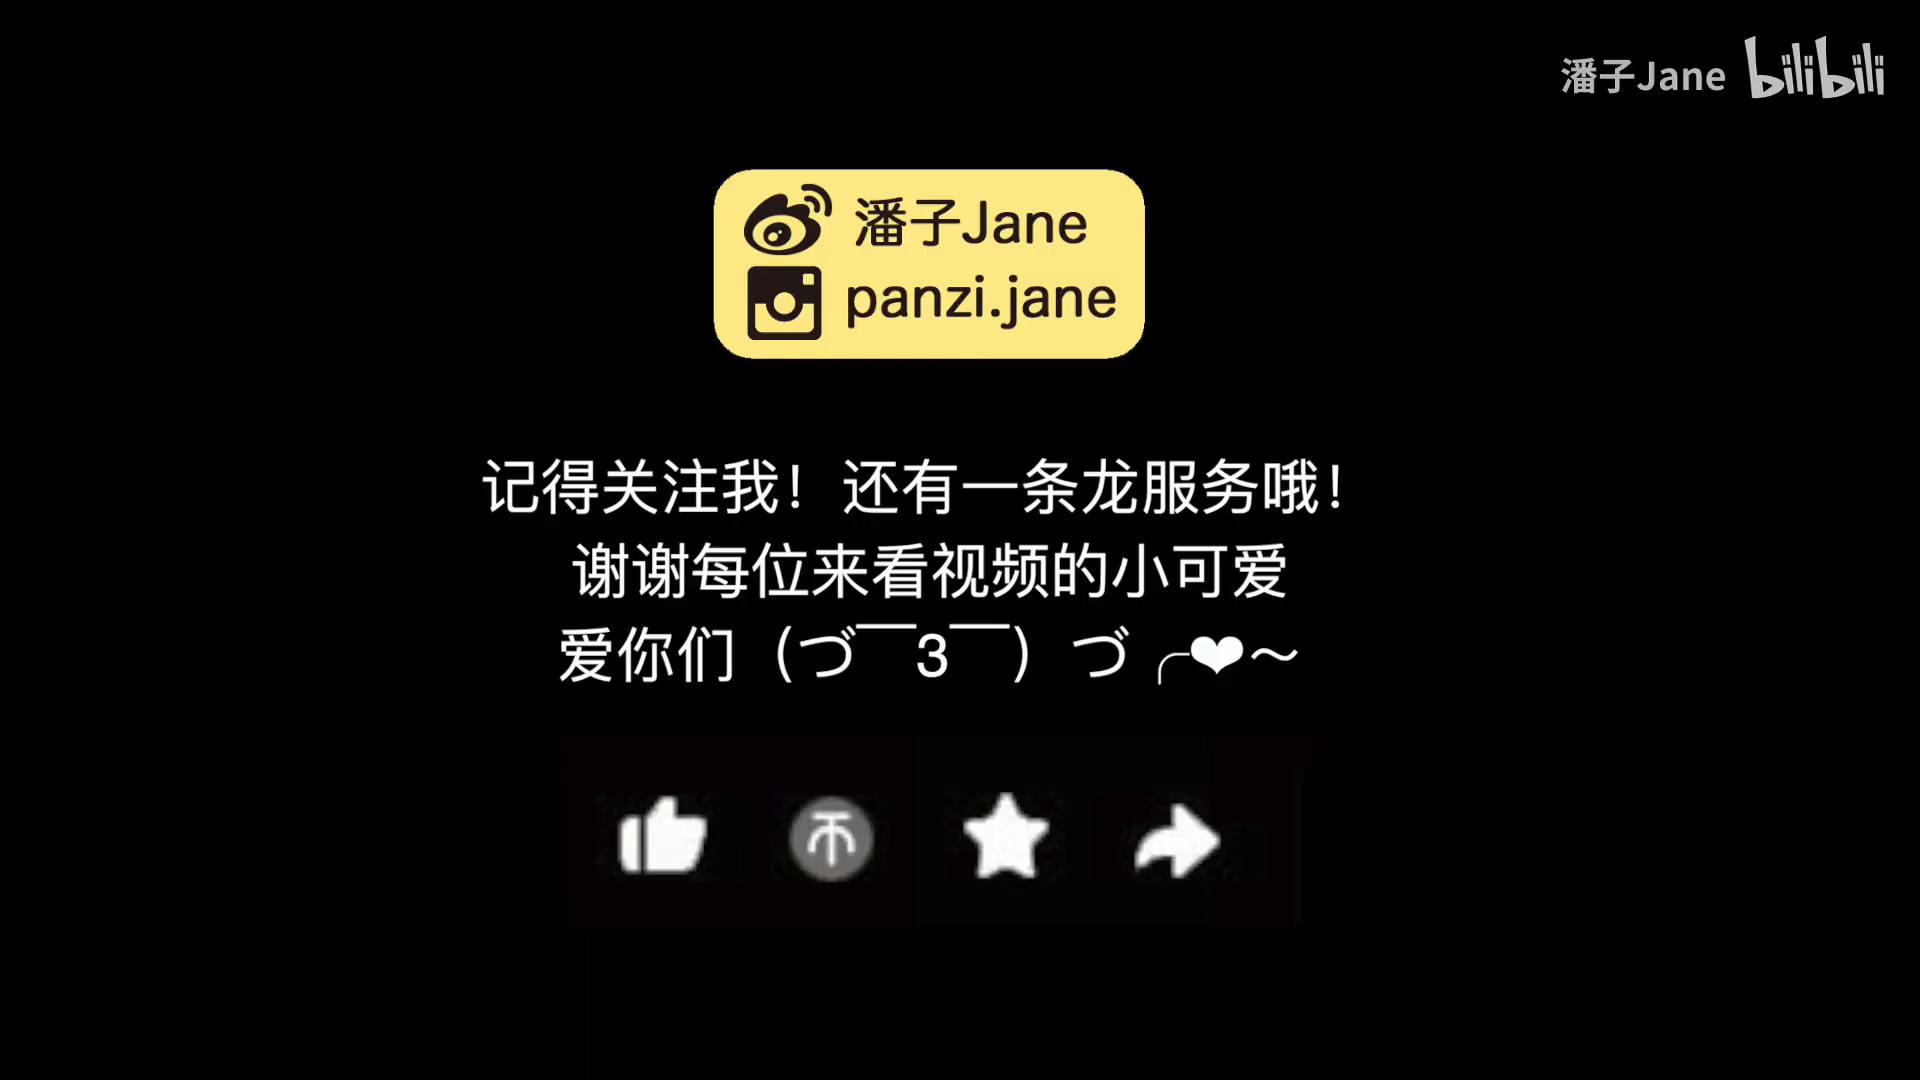 潘子Jane bilibili
潘子Jane
panzi.jane
记得关注我！还有一条龙服务哦！
谢谢每位来看视频的小可爱
爱你们（づ￣3￣）づ╭❤～